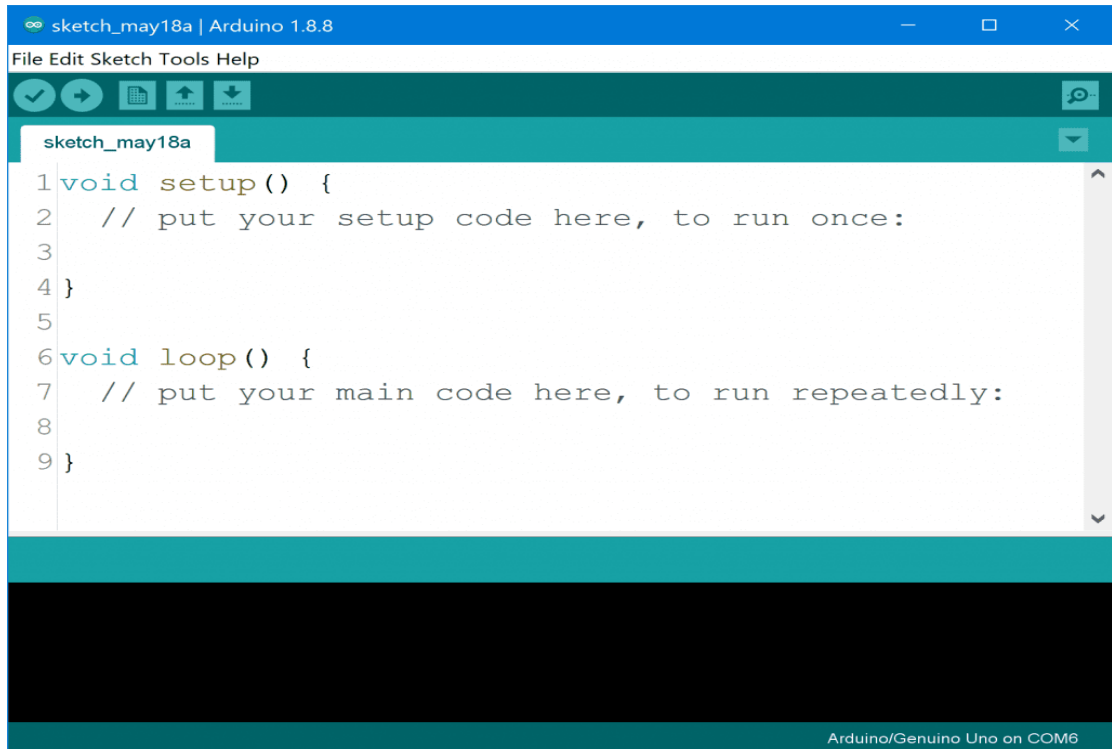 sketch_may18a | Arduino 1.8.8
File Edit Sketch Tools Help
sketch_may18a
1 void setup() {
2 // put your setup code here, to run once:
3
4 }
5
6 void loop() {
7 // put your main code here, to run repeatedly:
8
9 }
Arduino/Genuino Uno on COM6